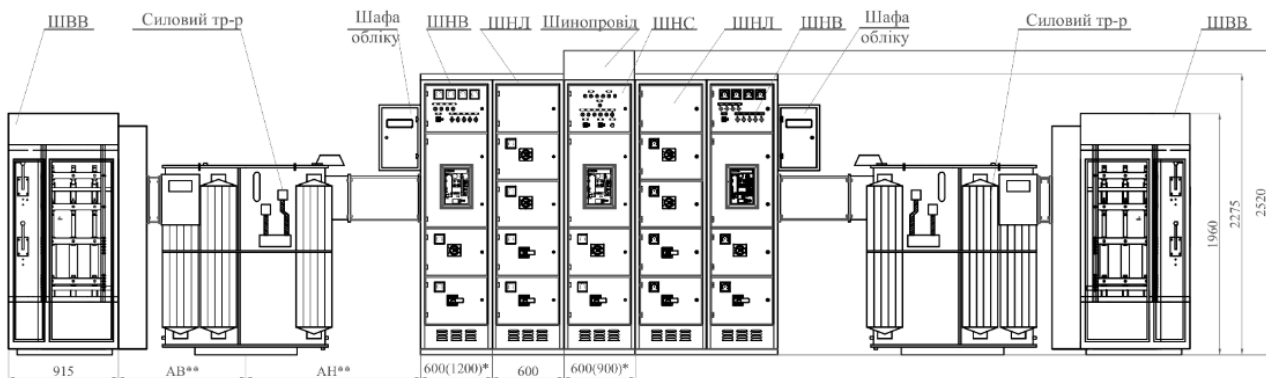 ШВВ
Силовий тр-р
Шафа
обліку
ШНВ
ШНЛ
Шинопровід
ШНС
ШНЛ
ШНВ
Шафа
обліку
Силовий тр-р
ШВВ
1960
2275
2520
915
АВ**
АН**
600(1200)*
600
600(900)*